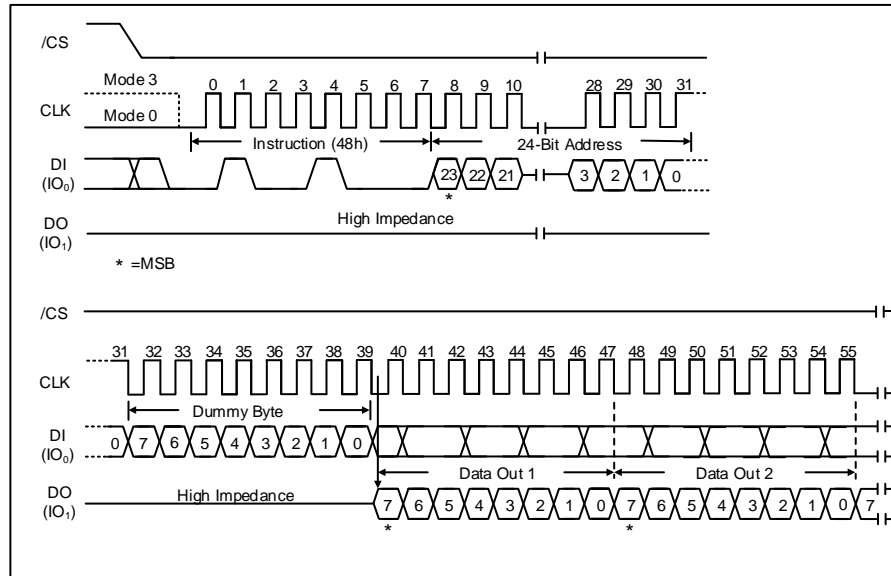 /CS
Mode 3 0 1 2 3 4 5 6 7 8 9 10 28 29 30 31
CLK
Mode 0
Instruction (48h) 24-Bit Address
DI
(IO₀) 23 22 21 3 2 1 0
*
DO
(IO₁)
High Impedance
* =MSB
/CS
31 32 33 34 35 36 37 38 39 40 41 42 43 44 45 46 47 48 49 50 51 52 53 54 55
CLK
Dummy Byte
DI
(IO₀) 0 7 6 5 4 3 2 1 0
Data Out 1 Data Out 2
DO
(IO₁)
High Impedance 7 6 5 4 3 2 1 0 7 6 5 4 3 2 1 0 7
* *